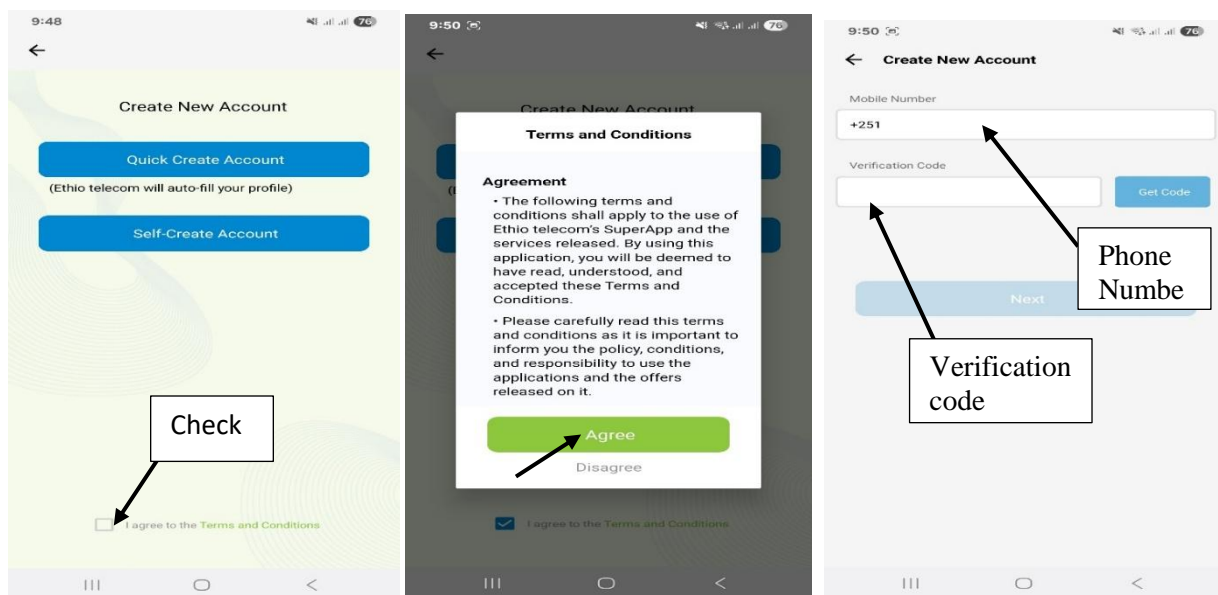 9:48
76
Create New Account
Quick Create Account
(Ethio telecom will auto-fill your profile)
Self-Create Account
Check
I agree to the Terms and Conditions
9:50
76
Create New Account
Terms and Conditions
Agreement
• The following terms and
conditions shall apply to the use of
Ethio telecom's SuperApp and the
services released. By using this
application, you will be deemed to
have read, understood, and
accepted these Terms and
Conditions.
• Please carefully read this terms
and conditions as it is important to
inform you the policy, conditions,
and responsibility to use the
applications and the offers
released on it.
Agree
Disagree
I agree to the Terms and Conditions
9:50
76
Create New Account
Mobile Number
+251
Verification Code
Get Code
Phone
Numbe
Next
Verification
code